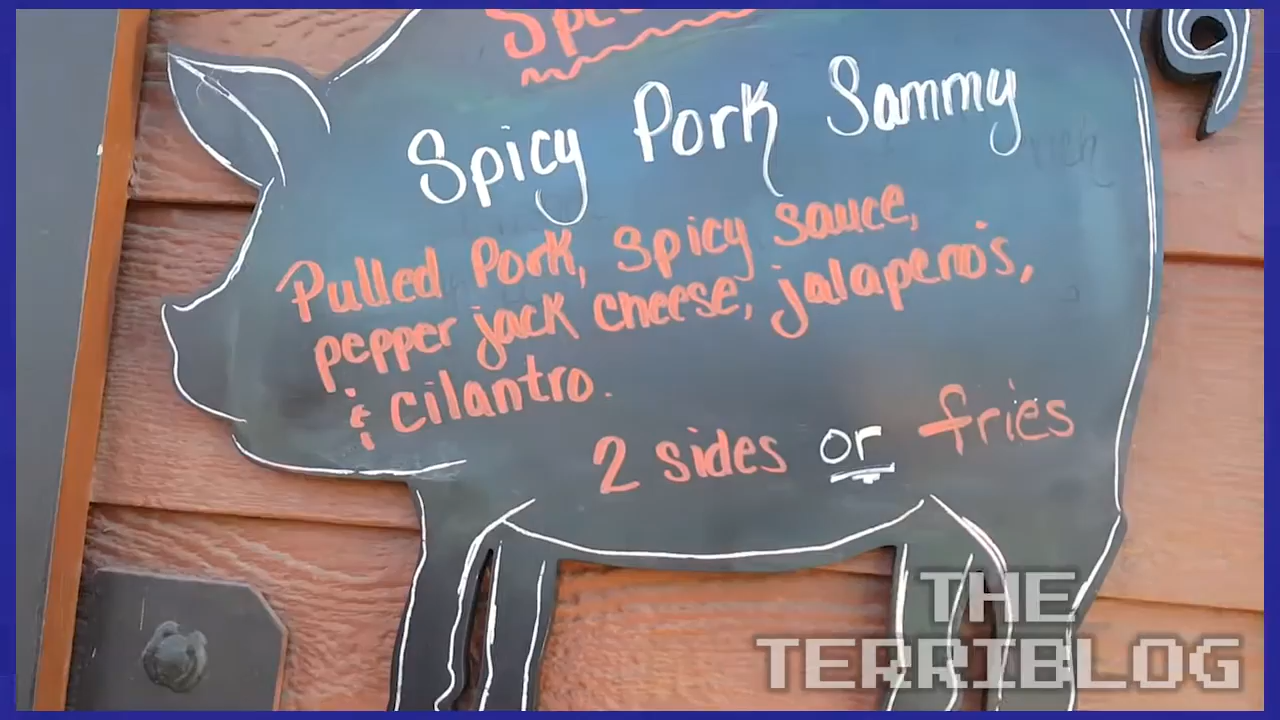 Spicy Pork Sammy
Pulled Pork, spicy sauce,
pepper jack cheese, jalapeno's,
& cilantro.
2 sides or fries
THE
TERRIBLOG